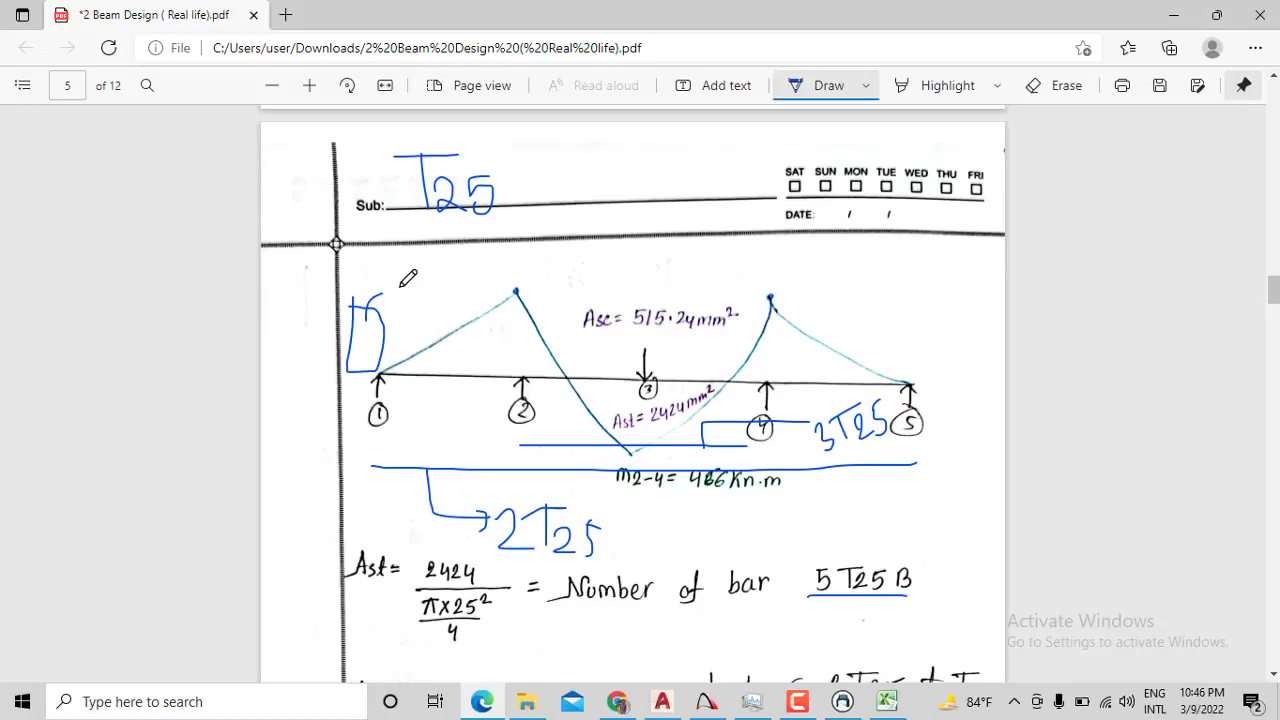 *2 Beam Design ( Real life).pdf
File
C:/Users/user/Downloads/2%20Beam%20Design%20(%20Real%20life).pdf
5 of 12
Page view
Read aloud
Add text
Draw
Highlight
Erase
T25
SAT SUN MON TUE WED THU FRI
Sub:
DATE: / /
Asc = 515.24mm²
3
Ast = 2424mm²
1
2
4
3T25
5
M2-4 = 466Kn.m
2T25
Ast = 2424 = Number of bar 5T25 B
π×25²
4
Activate Windows
Go to Settings to activate Windows.
Type here to search
84°F
ENG
INTL
10:46 PM
3/9/2022
2